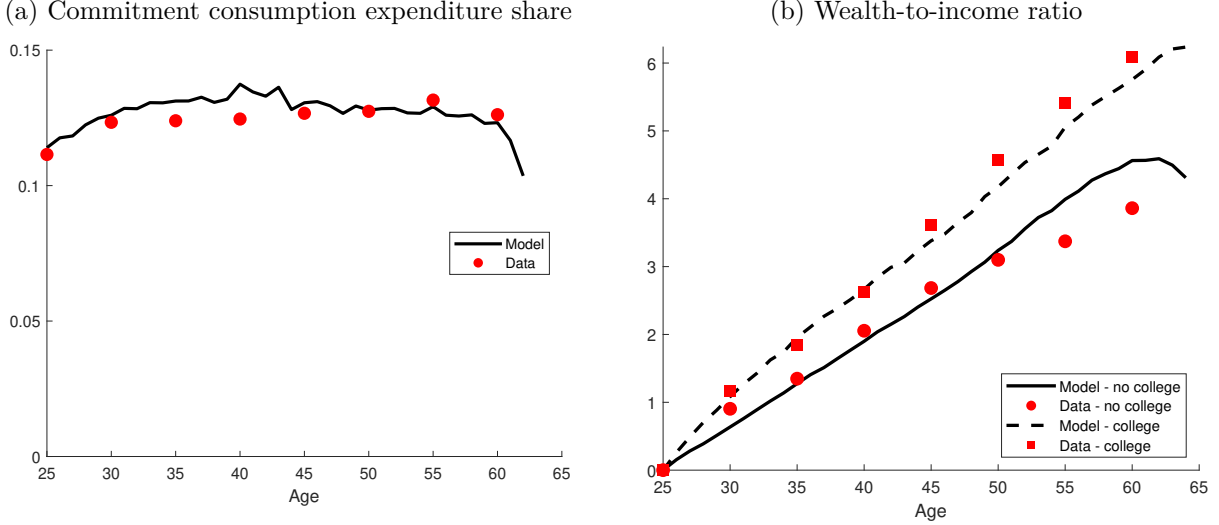 (a) Commitment consumption expenditure share
0.15
0.1
0.05
0
25 30 35 40 45 50 55 60 65
Age
Model
Data
(b) Wealth-to-income ratio
6
5
4
3
2
1
0
25 30 35 40 45 50 55 60 65
Age
Model - no college
Data - no college
Model - college
Data - college